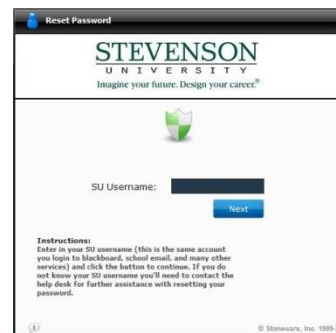 Reset Password
STEVENSON
UNIVERSITY
Imagine your future. Design your career.®
SU Username:
Next
Instructions:
Enter in your SU username (this is the same account
you login to blackboard, school email, and many other
services) and click the button to continue. If you do
not know your SU username you'll need to contact the
help desk for further assistance with resetting your
password.
© Stoneware, Inc. 1999-